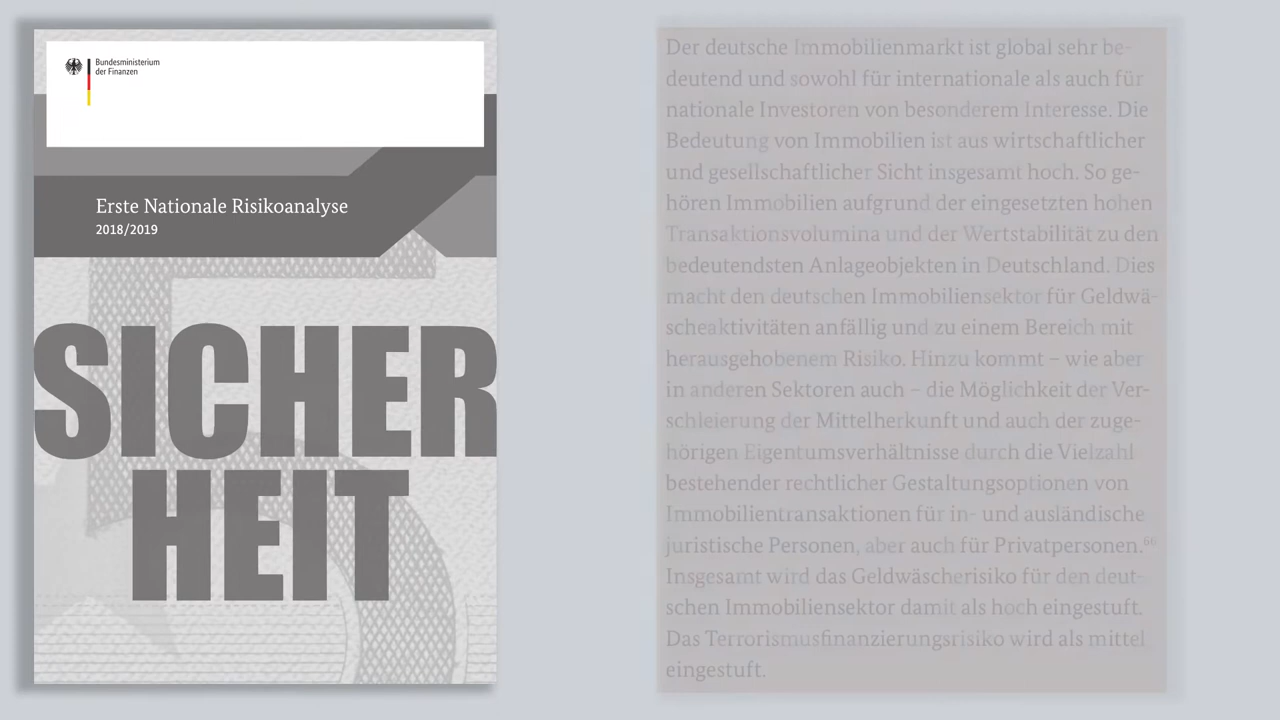 Bundesministerium
der Finanzen
Erste Nationale Risikoanalyse
2018/2019
SICHER
HEIT
Der deutsche Immobilienmarkt ist global sehr be-
deutend und sowohl für internationale als auch für
nationale Investoren von besonderem Interesse. Die
Bedeutung von Immobilien ist aus wirtschaftlicher
und gesellschaftlicher Sicht insgesamt hoch. So ge-
hören Immobilien aufgrund der eingesetzten hohen
Transaktionsvolumina und der Wertstabilität zu den
bedeutendsten Anlageobjekten in Deutschland. Dies
macht den deutschen Immobiliensektor für Geldwä-
scheaktivitäten anfällig und zu einem Bereich mit
herausgehobenem Risiko. Hinzu kommt – wie aber
in anderen Sektoren auch – die Möglichkeit der Ver-
schleierung der Mittelherkunft und auch der zuge-
hörigen Eigentumsverhältnisse durch die Vielzahl
bestehender rechtlicher Gestaltungsoptionen von
Immobilientransaktionen für in- und ausländische
juristische Personen, aber auch für Privatpersonen.66
Insgesamt wird das Geldwäscherisiko für den deut-
schen Immobiliensektor damit als hoch eingestuft.
Das Terrorismusfinanzierungsrisiko wird als mittel
eingestuft.